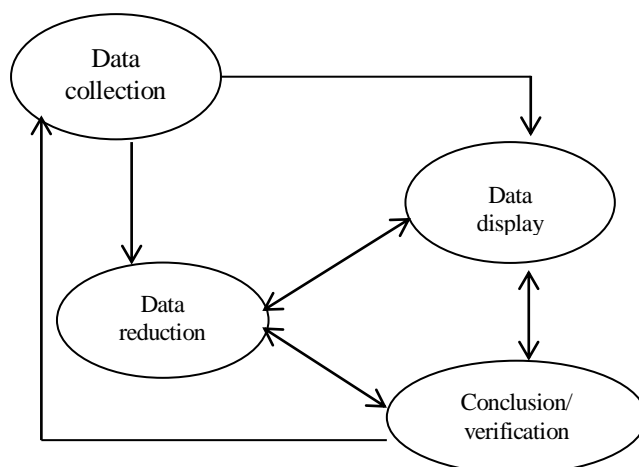 Data
collection
Data
display
Data
reduction
Conclusion/
verification